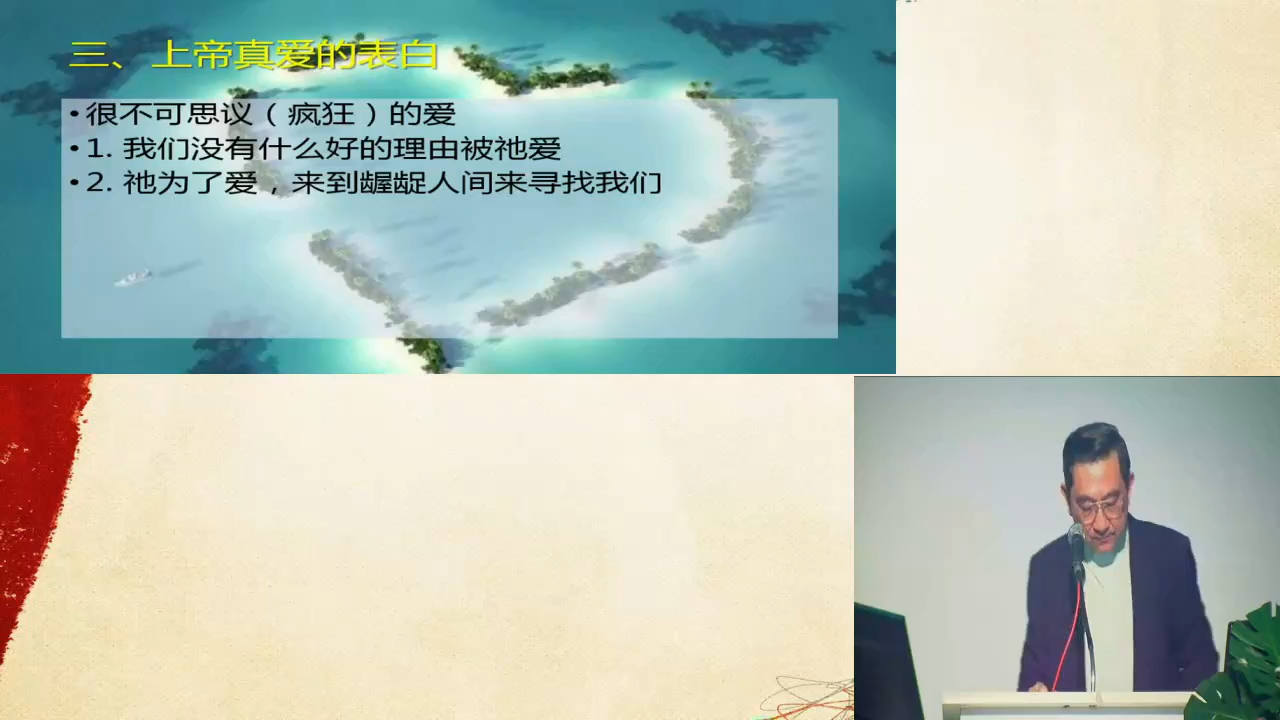 三、上帝真爱的表白
•很不可思议（疯狂）的爱
•1. 我们没有什么好的理由被祂爱
•2. 祂为了爱，来到龌龊人间来寻找我们